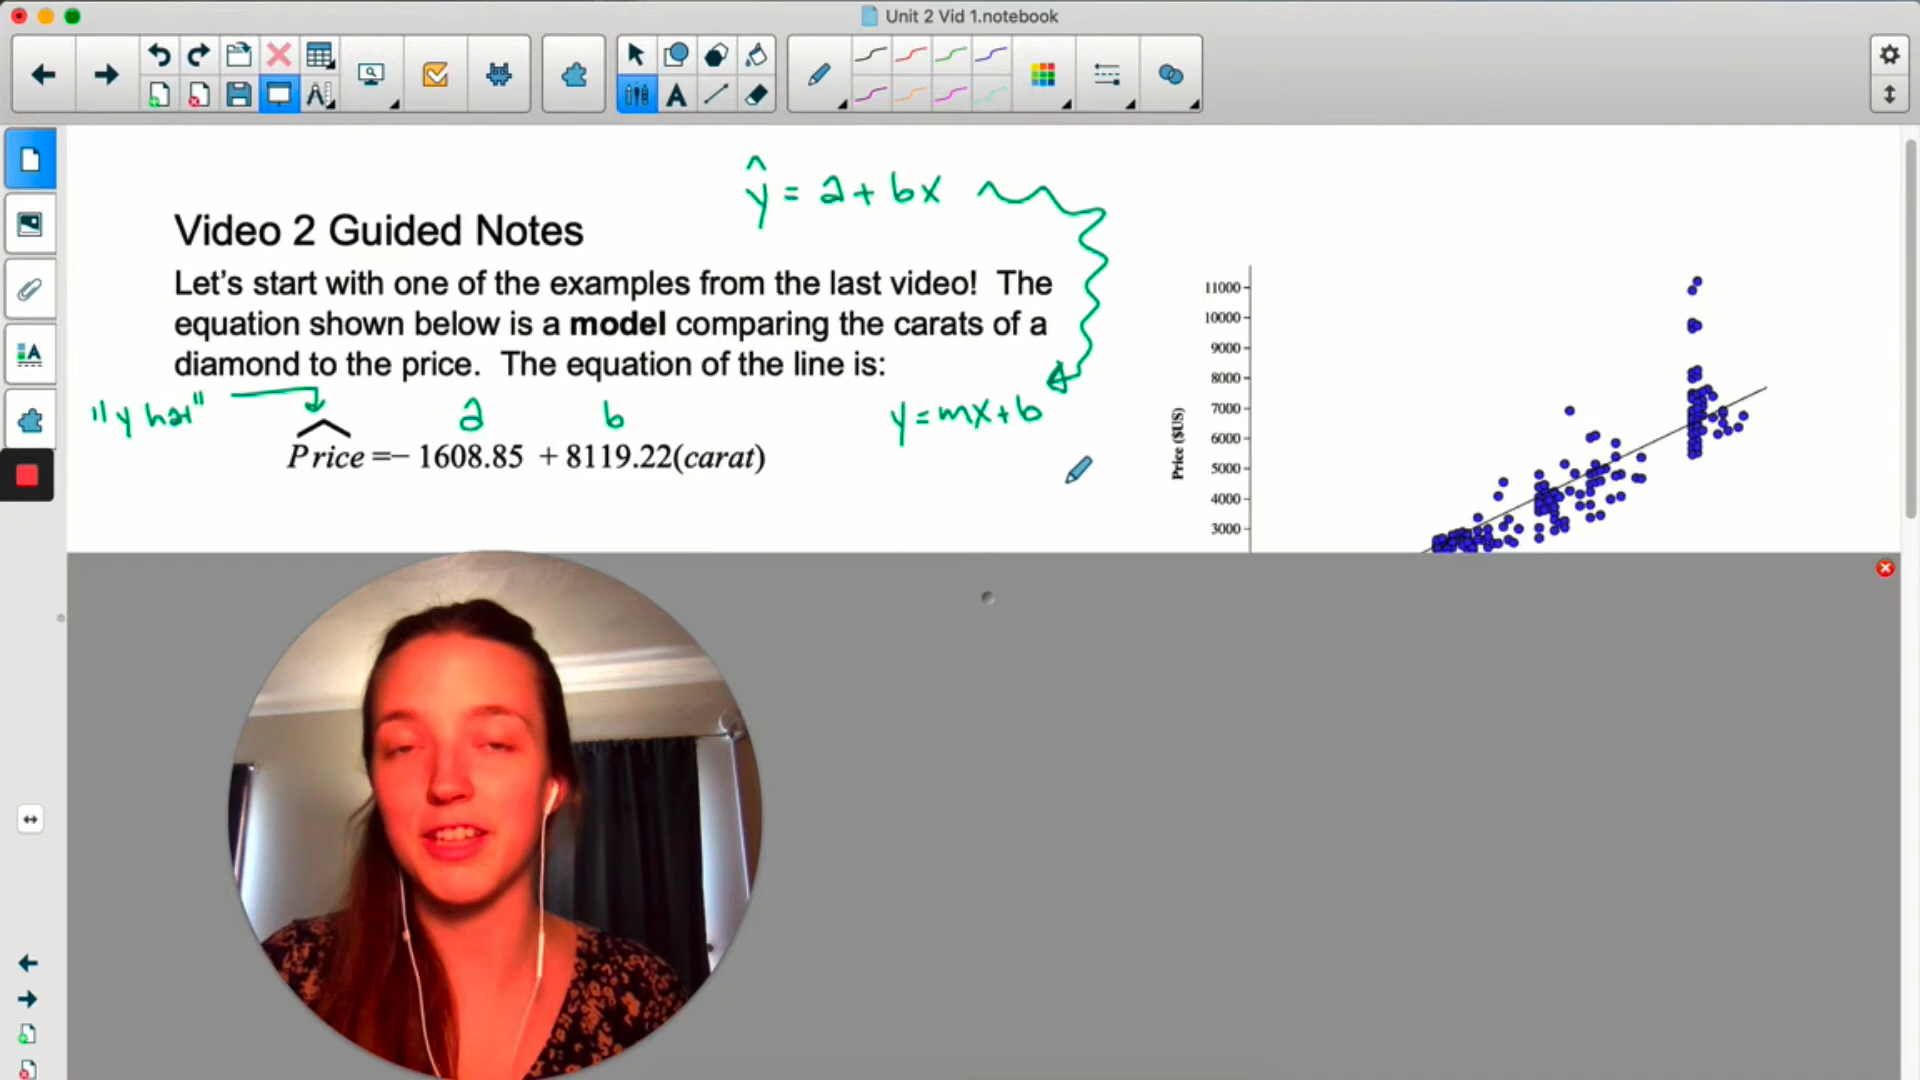 Unit 2 Vid 1.notebook
ŷ = a + bx
Video 2 Guided Notes
Let's start with one of the examples from the last video! The
equation shown below is a model comparing the carats of a
diamond to the price. The equation of the line is:
"y hat"
a
b
y = mx + b
Price =− 1608.85 + 8119.22(carat)
11000
10000
9000
8000
7000
6000
5000
4000
3000
Price ($US)